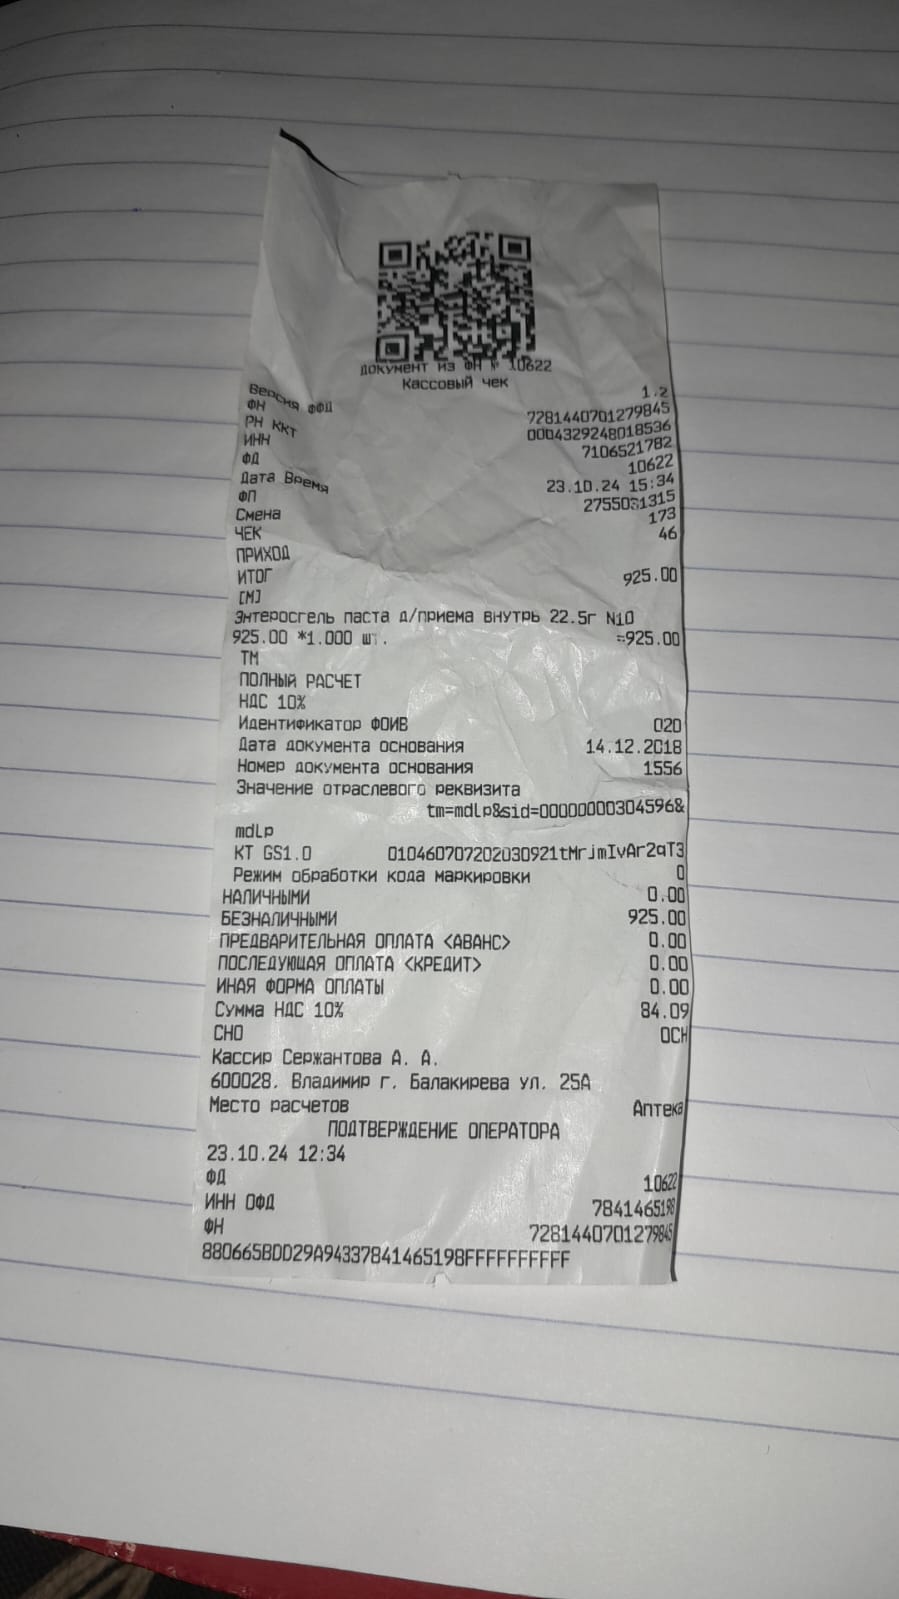 Документ из ФН № 10622
Кассовый чек
Версия ФФД 1.2
ФН 7281440701279845
РН ККТ 0004329248018536
ИНН 7106521782
ФД 10622
Дата Время 23.10.24 15:34
ФП 2755031315
Смена 173
ЧЕК 46
ПРИХОД
ИТОГ 925.00
[М]
Энтеросгель паста д/приема внутрь 22.5г N10
925.00 *1.000 шт. =925.00
ТМ
ПОЛНЫЙ РАСЧЕТ
НДС 10%
Идентификатор ФОИВ 020
Дата документа основания 14.12.2018
Номер документа основания 1556
Значение отраслевого реквизита
tm=mdlp&sid=00000000304596&
mdlp
КТ GS1.0 010460707202030921tMrjmIvAr2qT3
Режим обработки кода маркировки 0
НАЛИЧНЫМИ 0.00
БЕЗНАЛИЧНЫМИ 925.00
ПРЕДВАРИТЕЛЬНАЯ ОПЛАТА <АВАНС> 0.00
ПОСЛЕДУЮЩАЯ ОПЛАТА <КРЕДИТ> 0.00
ИНАЯ ФОРМА ОПЛАТЫ 0.00
Сумма НДС 10% 84.09
СНО ОСН
Кассир Сержантова А. А.
600028, Владимир г, Балакирева ул, 25А
Место расчетов Аптека
ПОДТВЕРЖДЕНИЕ ОПЕРАТОРА
23.10.24 12:34
ФД 10622
ИНН ОФД 7841465198
ФН 7281440701279845
880665BDD29A94337841465198FFFFFFFFFF